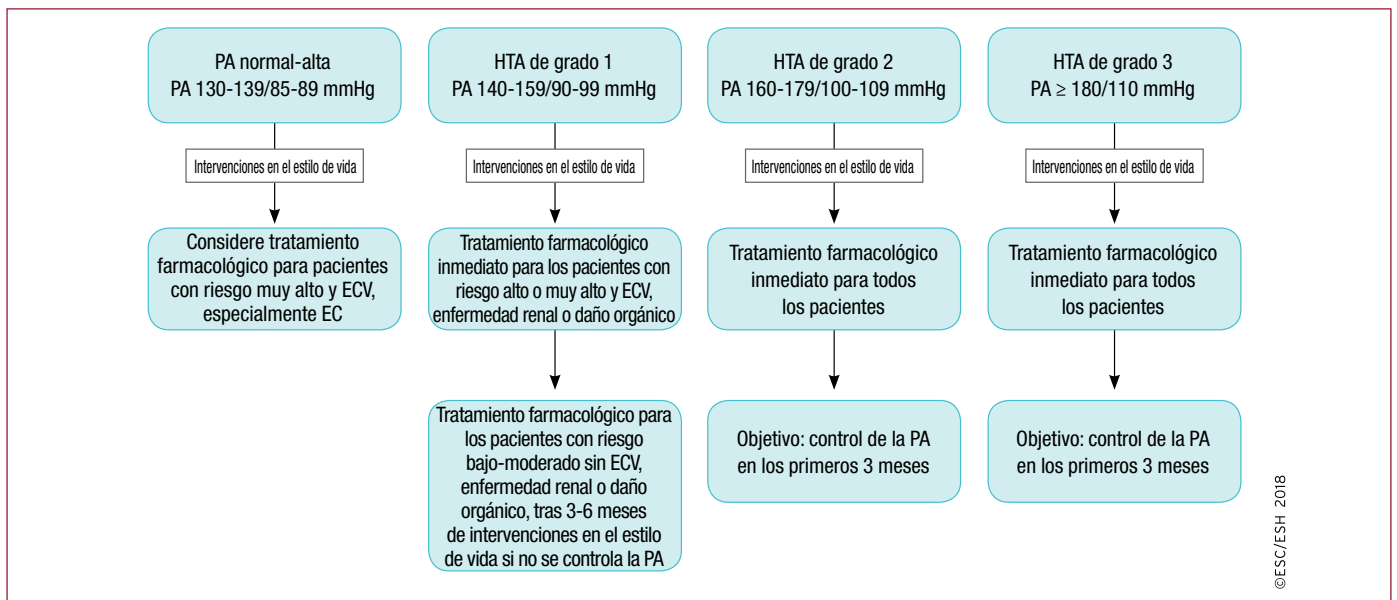 PA normal-alta
PA 130-139/85-89 mmHg
Intervenciones en el estilo de vida
Considere tratamiento
farmacológico para pacientes
con riesgo muy alto y ECV,
especialmente EC
HTA de grado 1
PA 140-159/90-99 mmHg
Intervenciones en el estilo de vida
Tratamiento farmacológico
inmediato para los pacientes con
riesgo alto o muy alto y ECV,
enfermedad renal o daño orgánico
Tratamiento farmacológico para
los pacientes con riesgo
bajo-moderado sin ECV,
enfermedad renal o daño
orgánico, tras 3-6 meses
de intervenciones en el estilo
de vida si no se controla la PA
HTA de grado 2
PA 160-179/100-109 mmHg
Intervenciones en el estilo de vida
Tratamiento farmacológico
inmediato para todos
los pacientes
Objetivo: control de la PA
en los primeros 3 meses
HTA de grado 3
PA ≥ 180/110 mmHg
Intervenciones en el estilo de vida
Tratamiento farmacológico
inmediato para todos
los pacientes
Objetivo: control de la PA
en los primeros 3 meses
©ESC/ESH 2018